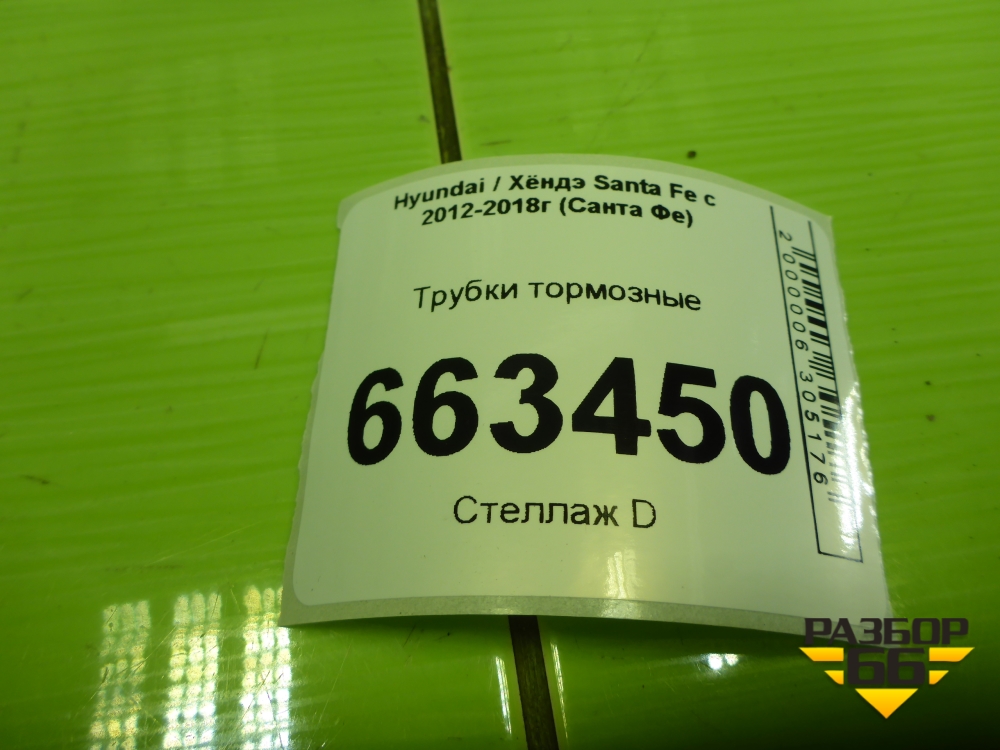 Hyundai / Хёндэ Santa Fe с
2012-2018г (Санта Фе)
Трубки тормозные
663450
Стеллаж D
2000006305176
РАЗБОР
66